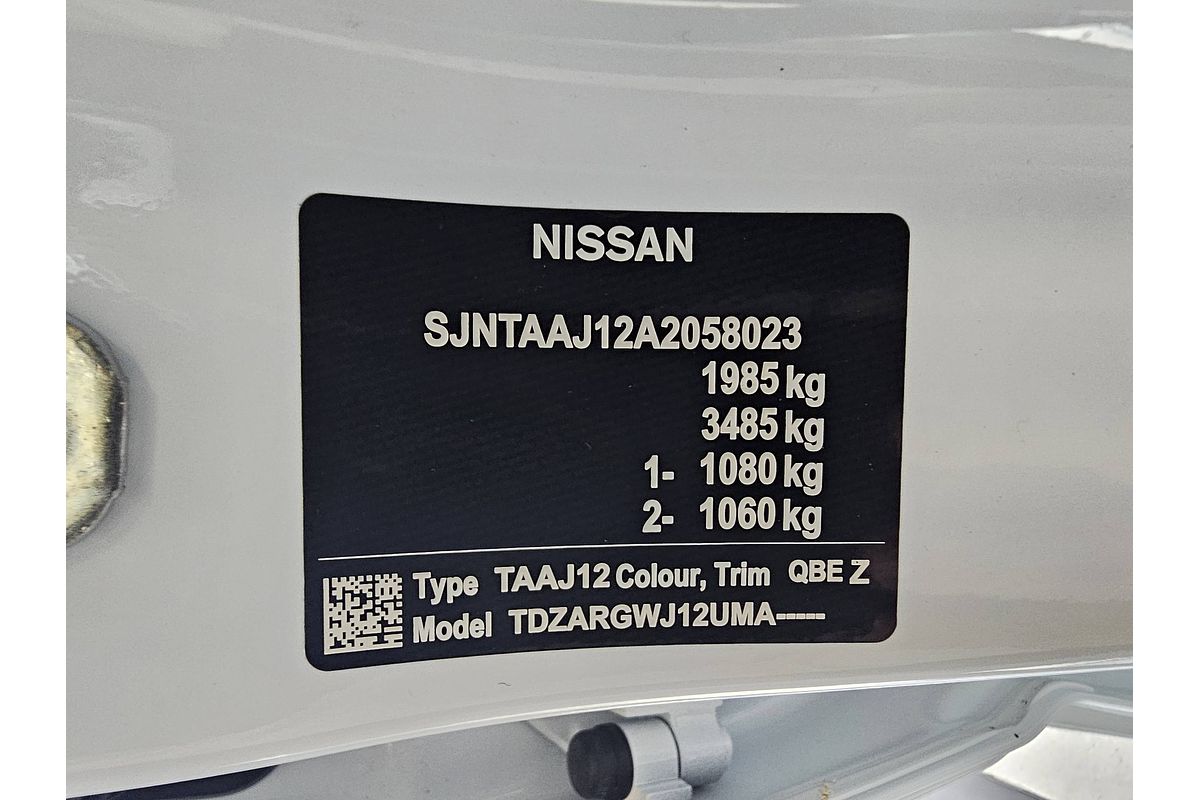 NISSAN
SJNTAAJ12A2058023
1985 kg
3485 kg
1- 1080 kg
2- 1060 kg
Type TAAJ12 Colour, Trim QBE Z
Model TDZARGWJ12UMA-----